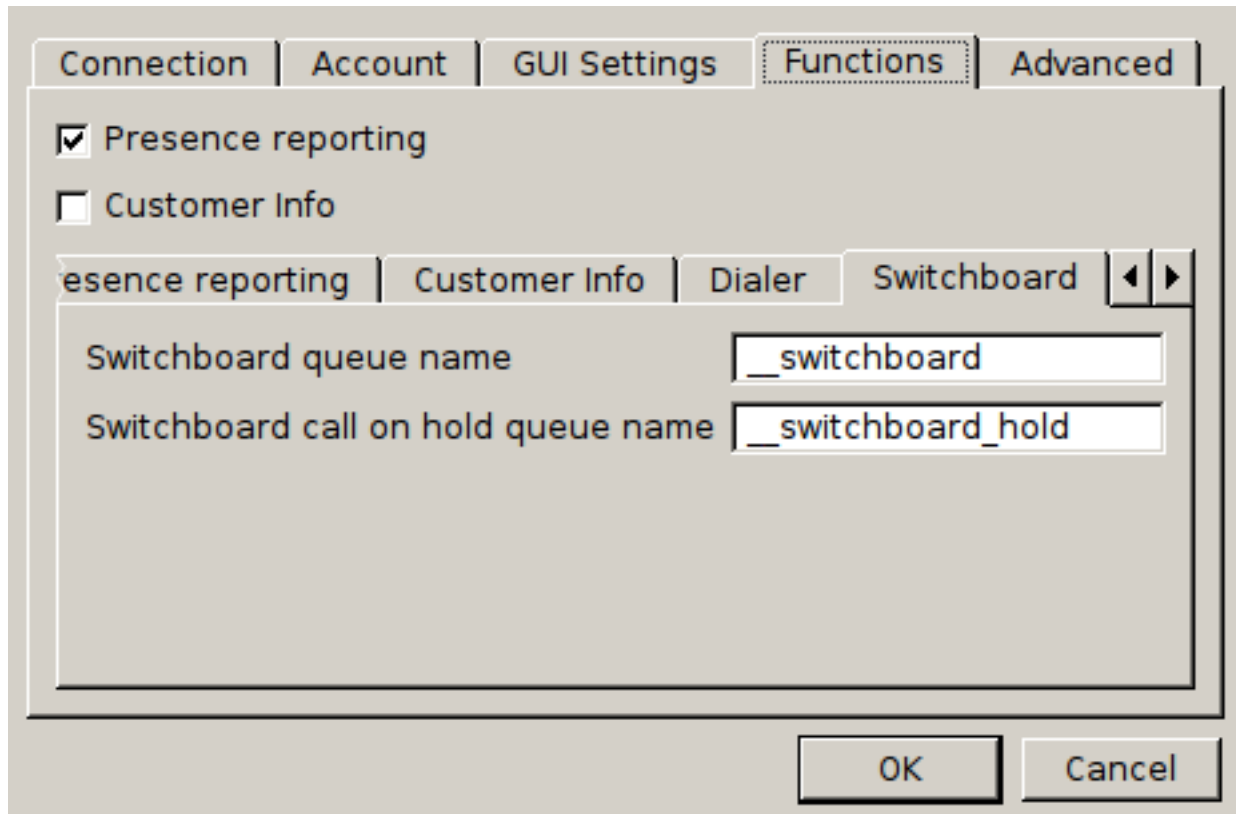 Connection Account GUI Settings Functions Advanced
Presence reporting
Customer Info
esence reporting Customer Info Dialer Switchboard
Switchboard queue name __switchboard
Switchboard call on hold queue name __switchboard_hold
OK Cancel